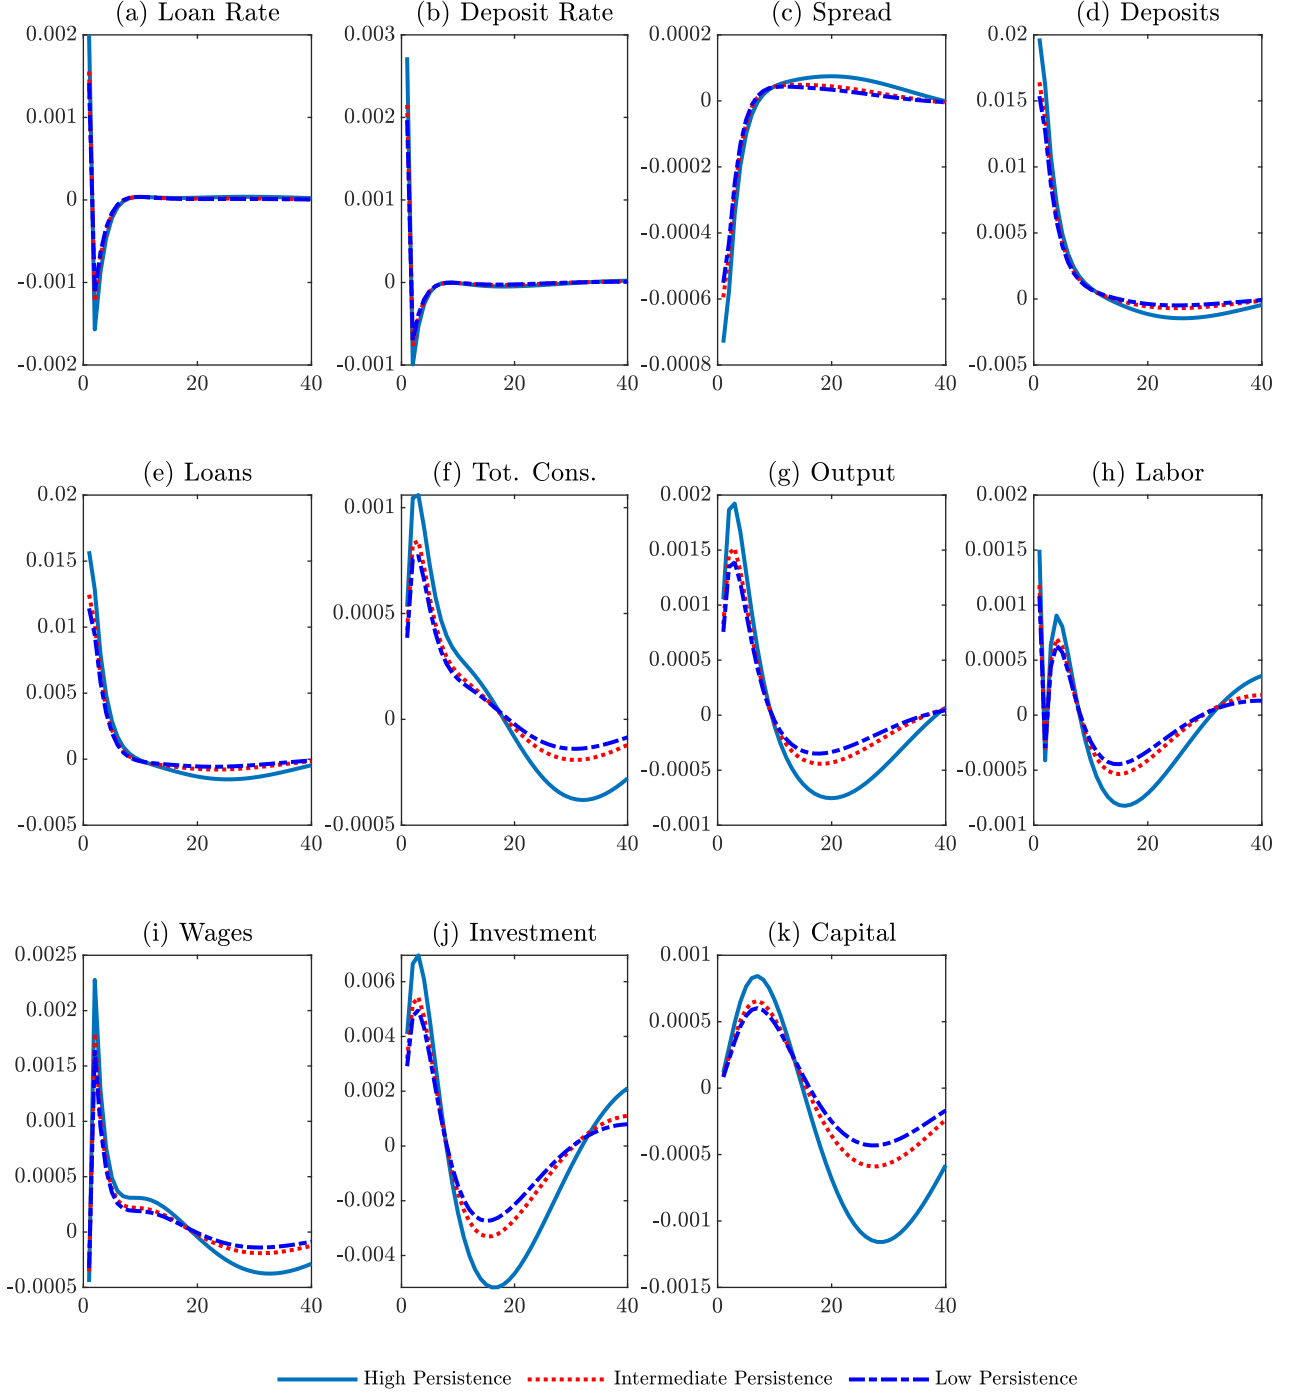 (a) Loan Rate
(b) Deposit Rate
(c) Spread
(d) Deposits
0.002
0.001
0
-0.001
-0.002
0 20 40
0.003
0.002
0.001
0
-0.001
0 20 40
0.0002
0
-0.0002
-0.0004
-0.0006
-0.0008
0 20 40
0.02
0.015
0.01
0.005
0
-0.005
0 20 40
(e) Loans
(f) Tot. Cons.
(g) Output
(h) Labor
0.02
0.015
0.01
0.005
0
-0.005
0 20 40
0.001
0.0005
0
-0.0005
0 20 40
0.002
0.0015
0.001
0.0005
0
-0.0005
-0.001
0 20 40
0.002
0.0015
0.001
0.0005
0
-0.0005
-0.001
0 20 40
(i) Wages
(j) Investment
(k) Capital
0.0025
0.002
0.0015
0.001
0.0005
0
-0.0005
0 20 40
0.006
0.004
0.002
0
-0.002
-0.004
0 20 40
0.001
0.0005
0
-0.0005
-0.001
-0.0015
0 20 40
High Persistence Intermediate Persistence Low Persistence